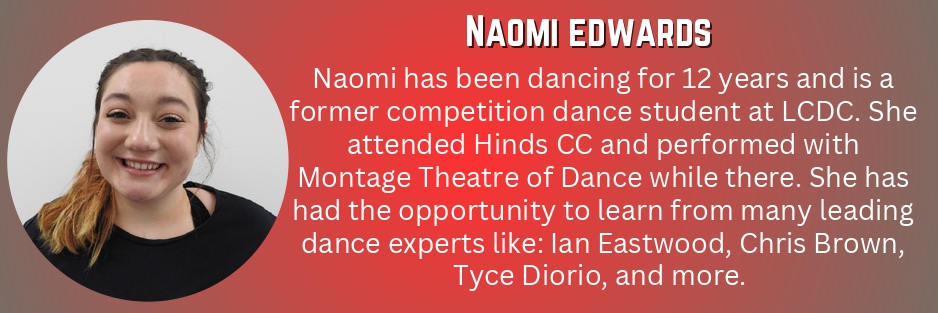 NAOMI EDWARDS
Naomi has been dancing for 12 years and is a
former competition dance student at LCDC. She
attended Hinds CC and performed with
Montage Theatre of Dance while there. She has
had the opportunity to learn from many leading
dance experts like: Ian Eastwood, Chris Brown,
Tyce Diorio, and more.